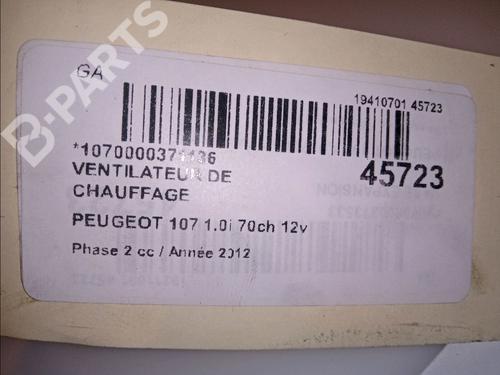 B-PARTS
GA
19410701 45723
45723
VENTILATEUR DE
CHAUFFAGE
PEUGEOT 107 1.0i 70ch 12v
Phase 2 cc / Année 2012